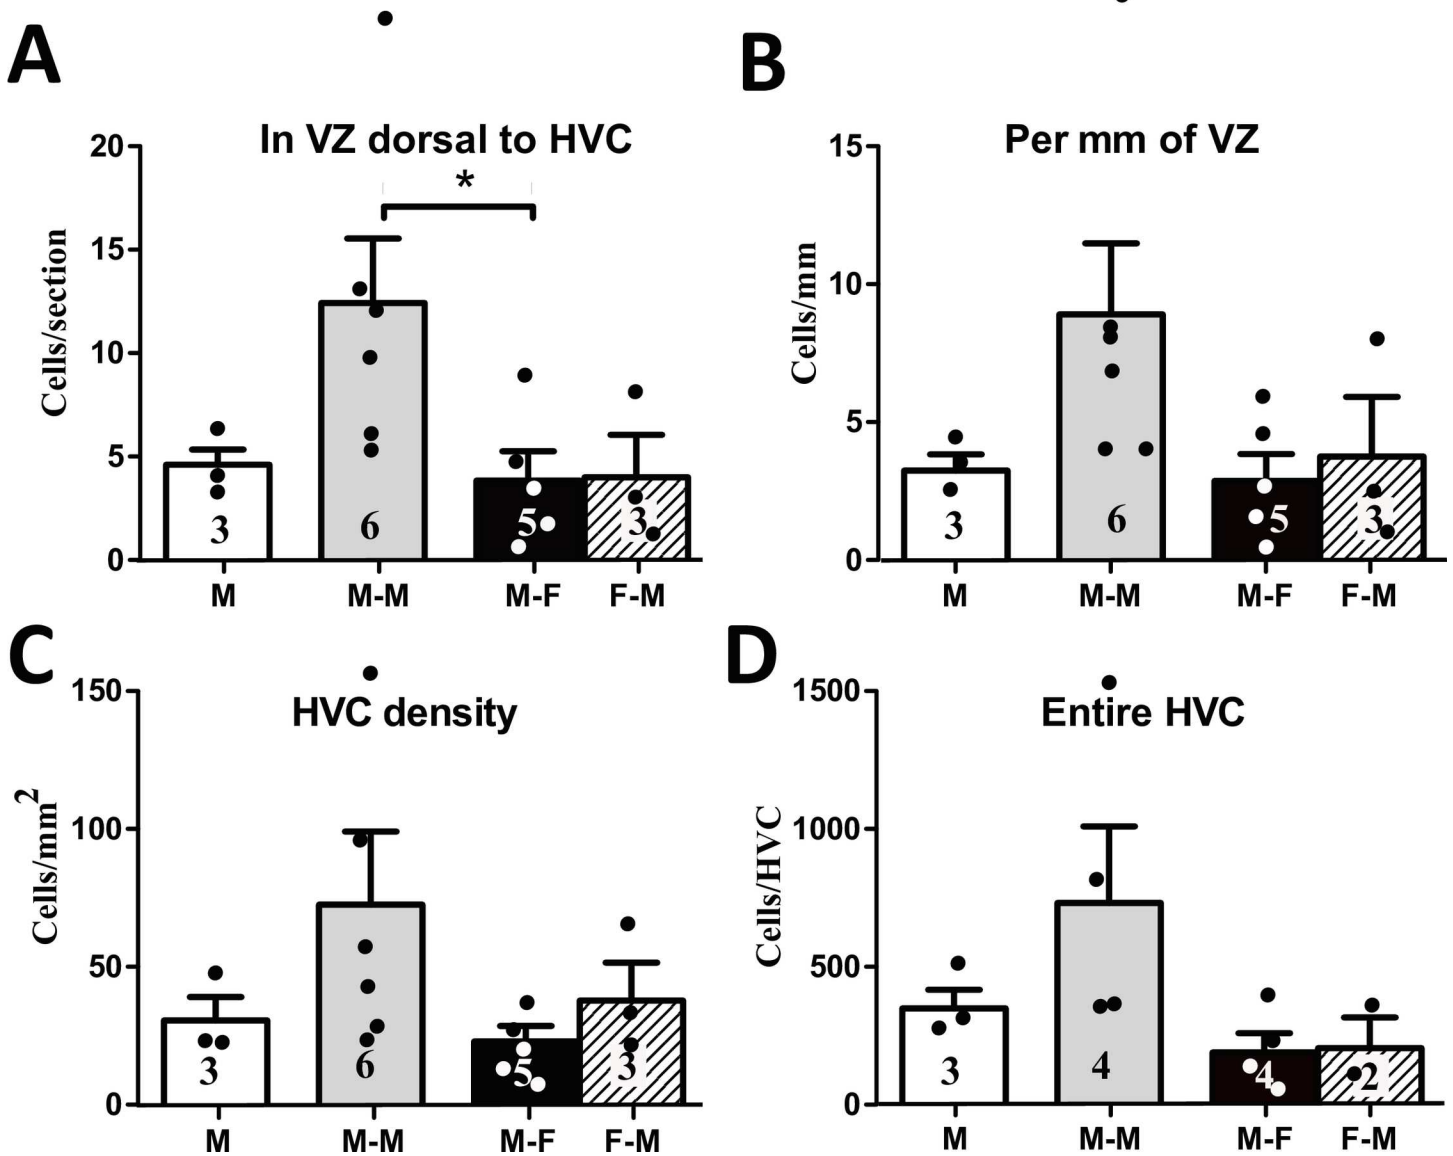 A
B
In VZ dorsal to HVC
Per mm of VZ
20
15
10
5
0
Cells/section
*
3
6
5
3
M
M-M
M-F
F-M
15
10
5
0
Cells/mm
3
6
5
3
M
M-M
M-F
F-M
C
D
HVC density
Entire HVC
150
100
50
0
Cells/mm2
3
6
5
3
M
M-M
M-F
F-M
1500
1000
500
0
Cells/HVC
3
4
4
2
M
M-M
M-F
F-M